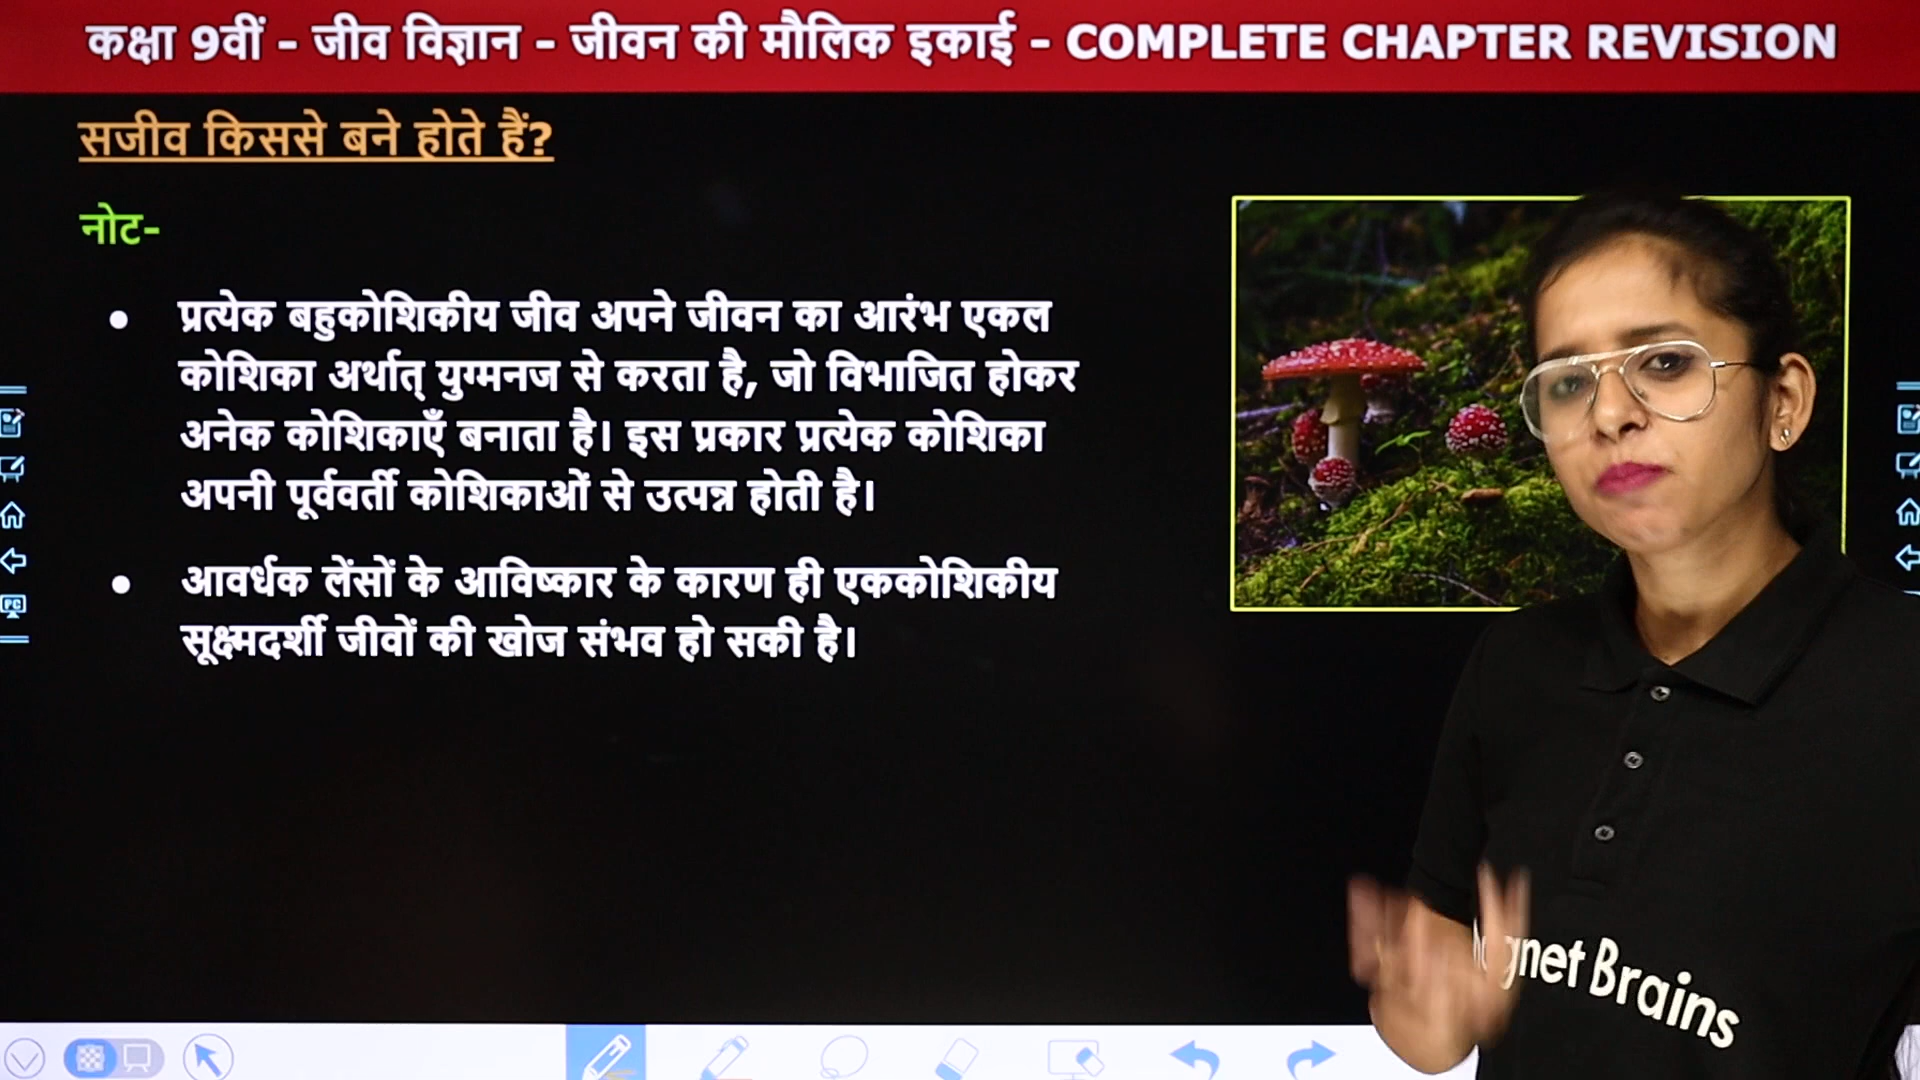 कक्षा 9वीं - जीव विज्ञान - जीवन की मौलिक इकाई - COMPLETE CHAPTER REVISION
सजीव किससे बने होते हैं?
नोट-
• प्रत्येक बहुकोशिकीय जीव अपने जीवन का आरंभ एकल
कोशिका अर्थात् युग्मनज से करता है, जो विभाजित होकर
अनेक कोशिकाएँ बनाता है। इस प्रकार प्रत्येक कोशिका
अपनी पूर्ववर्ती कोशिकाओं से उत्पन्न होती है।
• आवर्धक लेंसों के आविष्कार के कारण ही एककोशिकीय
सूक्ष्मदर्शी जीवों की खोज संभव हो सकी है।
PC
Brains